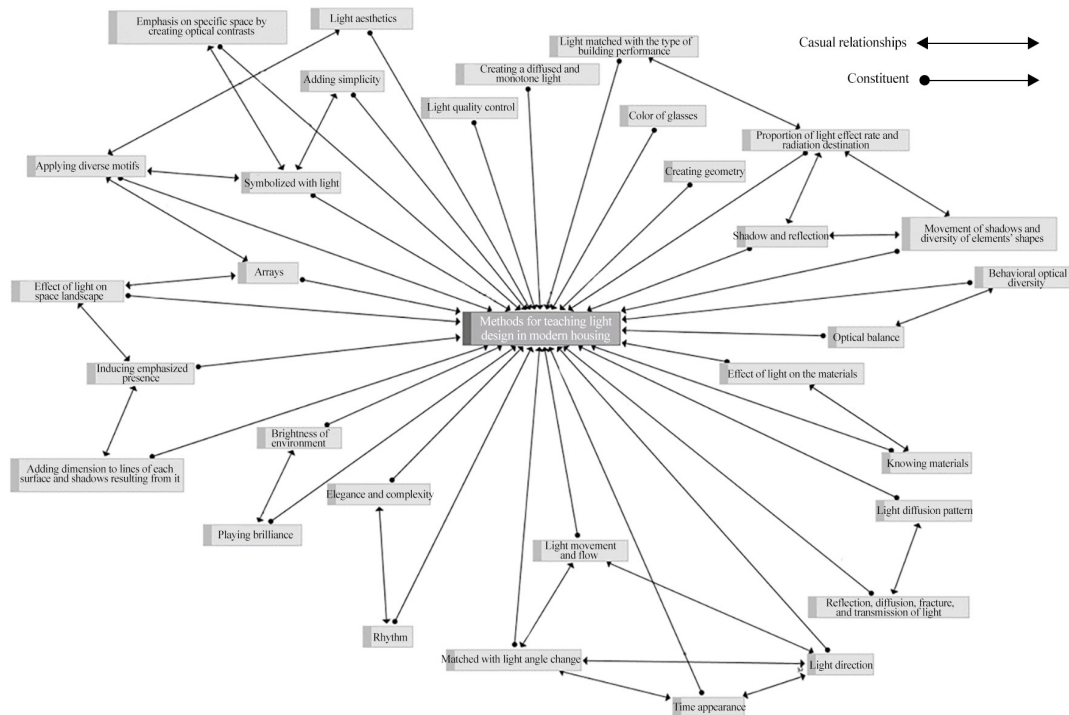 Emphasis on specific space by
creating optical contrasts
Light aesthetics
Light matched with the type of
building performance
Casual relationships
Constituent
Creating a diffused and
monotone light
Adding simplicity
Light quality control
Color of glasses
Proportion of light effect rate and
radiation destination
Applying diverse motifs
Symbolized with light
Creating geometry
Shadow and reflection
Movement of shadows and
diversity of elements' shapes
Arrays
Effect of light on
space landscape
Behavioral optical
diversity
Methods for teaching light
design in modern housing
Optical balance
Inducing emphasized
presence
Effect of light on the materials
Brightness of
environment
Adding dimension to lines of each
surface and shadows resulting from it
Knowing materials
Elegance and complexity
Light diffusion pattern
Playing brilliance
Light movement
and flow
Reflection, diffusion, fracture,
and transmission of light
Rhythm
Matched with light angle change
Light direction
Time appearance